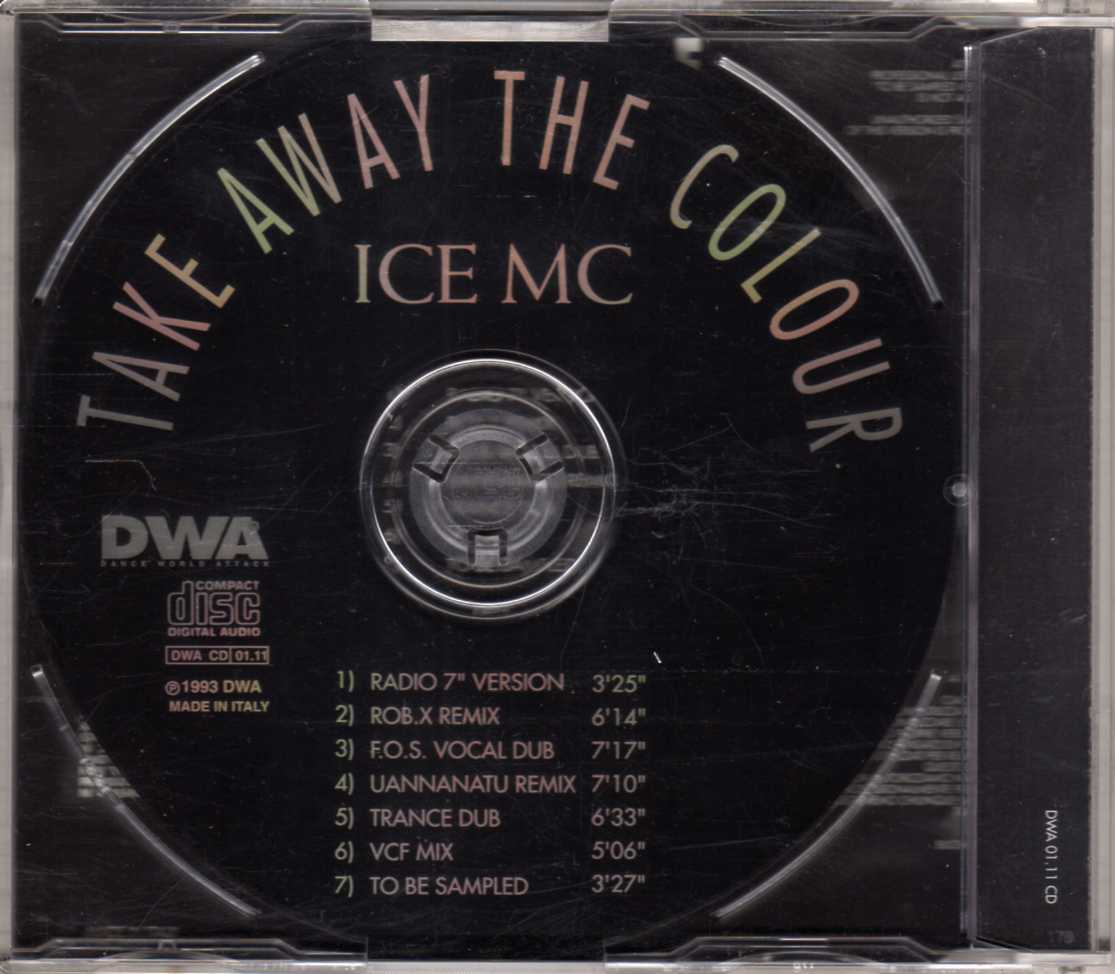 TAKE AWAY THE COLOUR
ICE MC
DWA
DANCE WORLD ATTACK
COMPACT
disc
DIGITAL AUDIO
DWA CD 01.11
℗1993 DWA
MADE IN ITALY
1) RADIO 7" VERSION 3'25"
2) ROB.X REMIX 6'14"
3) F.O.S. VOCAL DUB 7'17"
4) UANNANATU REMIX 7'10"
5) TRANCE DUB 6'33"
6) VCF MIX 5'06"
7) TO BE SAMPLED 3'27"
DWA 01.11 CD